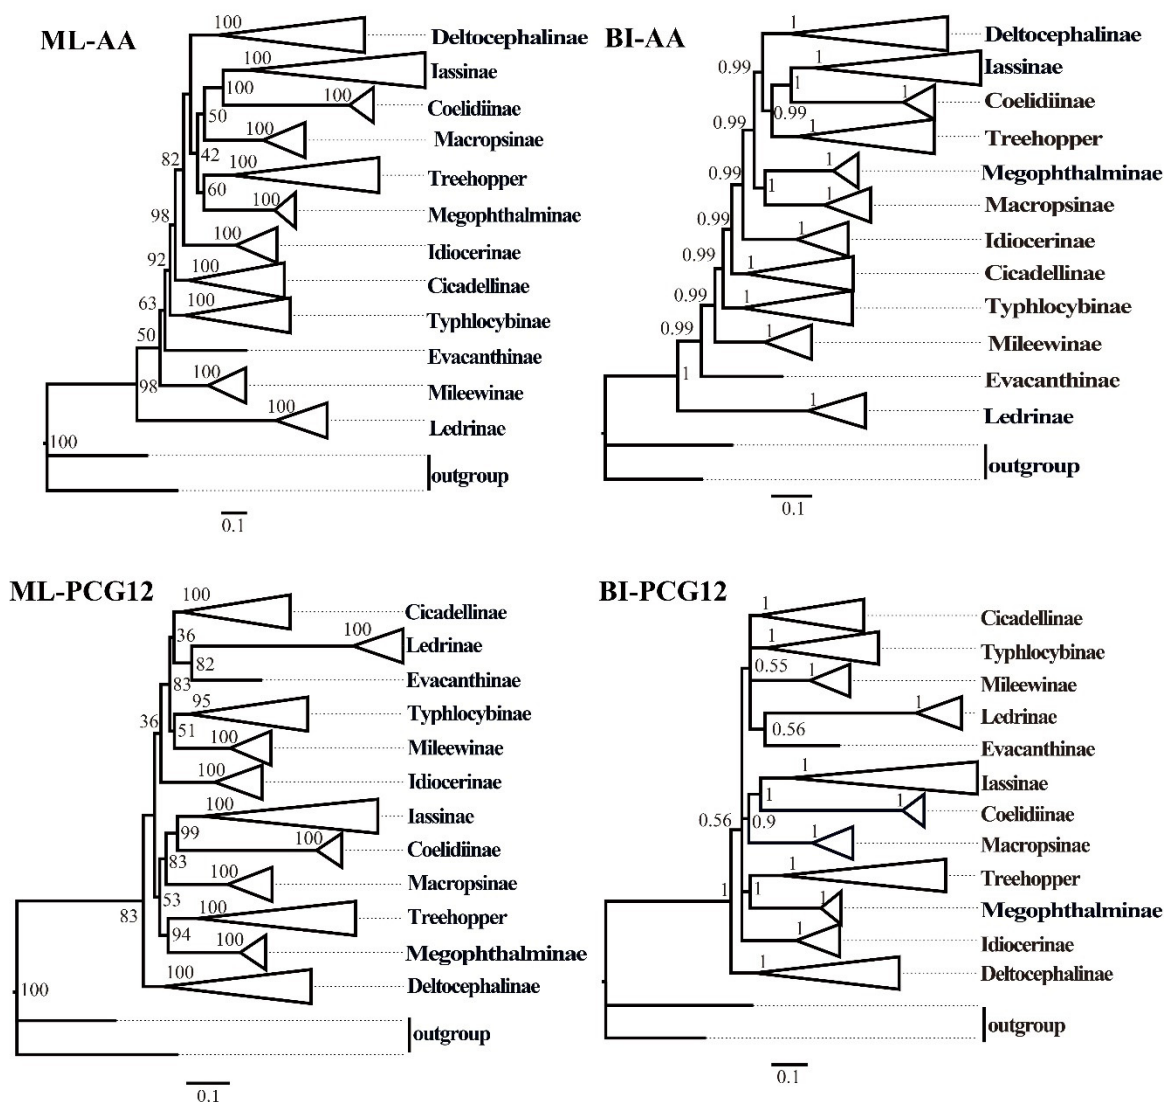 ML-AA
100
Deltocephalinae
100
Iassinae
100
100
Coelidiinae
50
100
Macropsinae
82
42
100
Treehopper
60
100
Megophthalminae
98
100
Idiocerinae
92
100
Cicadellinae
63
100
Typhlocybinae
50
Evacanthinae
98
100
Mileewinae
100
Ledrinae
100
outgroup
0.1
BI-AA
1
Deltocephalinae
0.99
1
Iassinae
1
1
Coelidiinae
0.99
0.99
1
Treehopper
0.99
1
Megophthalminae
1
1
Macropsinae
0.99
1
Idiocerinae
0.99
1
Cicadellinae
0.99
1
Typhlocybinae
0.99
1
Mileewinae
1
Evacanthinae
1
Ledrinae
outgroup
0.1
ML-PCG12
100
Cicadellinae
36
100
Ledrinae
82
83
Evacanthinae
95
Typhlocybinae
36
51
100
Mileewinae
100
Idiocerinae
100
Iassinae
99
100
Coelidiinae
83
100
Macropsinae
53
83
100
Treehopper
94
100
Megophthalminae
100
Deltocephalinae
100
outgroup
0.1
BI-PCG12
1
Cicadellinae
1
Typhlocybinae
0.55
1
Mileewinae
1
Ledrinae
0.56
Evacanthinae
1
Iassinae
1
1
Coelidiinae
0.56
0.9
1
Macropsinae
1
Treehopper
1
1
1
Megophthalminae
1
Idiocerinae
1
Deltocephalinae
outgroup
0.1